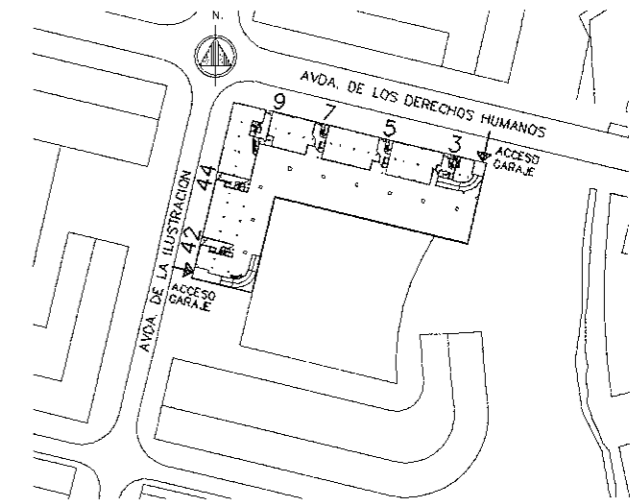 N.
AVDA. DE LOS DERECHOS HUMANOS
9
7
5
3
ACCESO
GARAJE
44
42
AVDA. DE LA ILUSTRACION
ACCESO
GARAJE